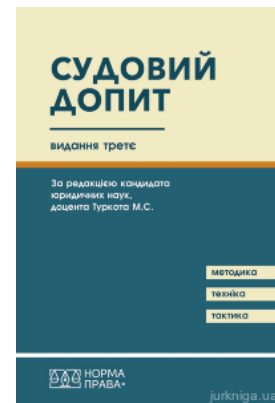 СУДОВИЙ
ДОПИТ
видання третє
За редакцією кандидата
юридичних наук,
доцента Туркота М.С.
методика
техніка
тактика
НОРМА
ПРАВА
jurkniga.ua